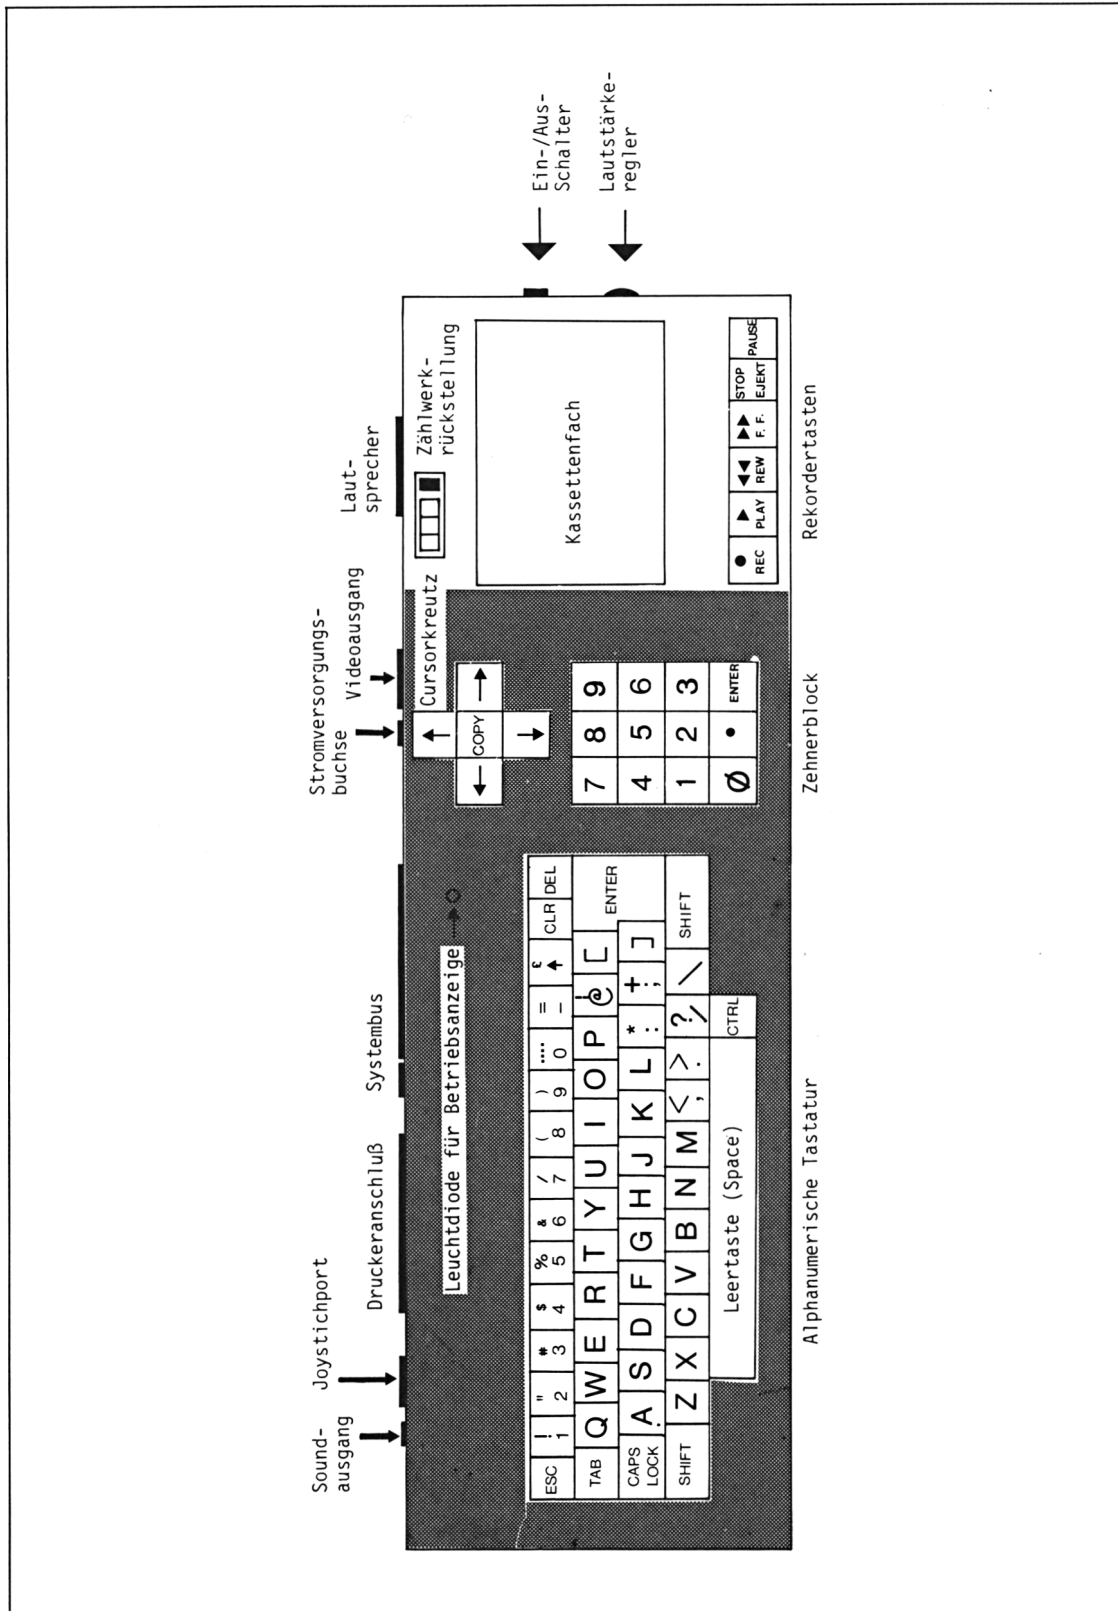 Sound-
ausgang
Joystichport
Druckeranschluß
Systembus
Stromversorgungs-
buchse
Videoausgang
Laut-
sprecher
Ein-/Aus-
Schalter
Lautstärke-
regler
Leuchtdiode für Betriebsanzeige
Cursorkreutz
Zählwerk-
rückstellung
↑
← COPY →
↓
Kassettenfach
! " # $ % & / ( ) .... = £
ESC 1 2 3 4 5 6 7 8 9 0 - ↑ CLR DEL
TAB Q W E R T Y U I O P @ [ ENTER
CAPS
LOCK A S D F G H J K L : * ; + ]
SHIFT Z X C V B N M , < . > ? / \ SHIFT
Leertaste (Space) CTRL
7 8 9
4 5 6
1 2 3
Ø . ENTER
● ▶ ◀◀ ▶▶ STOP
REC PLAY REW F. F. EJEKT PAUSE
Alphanumerische Tastatur
Zehnerblock
Rekordertasten